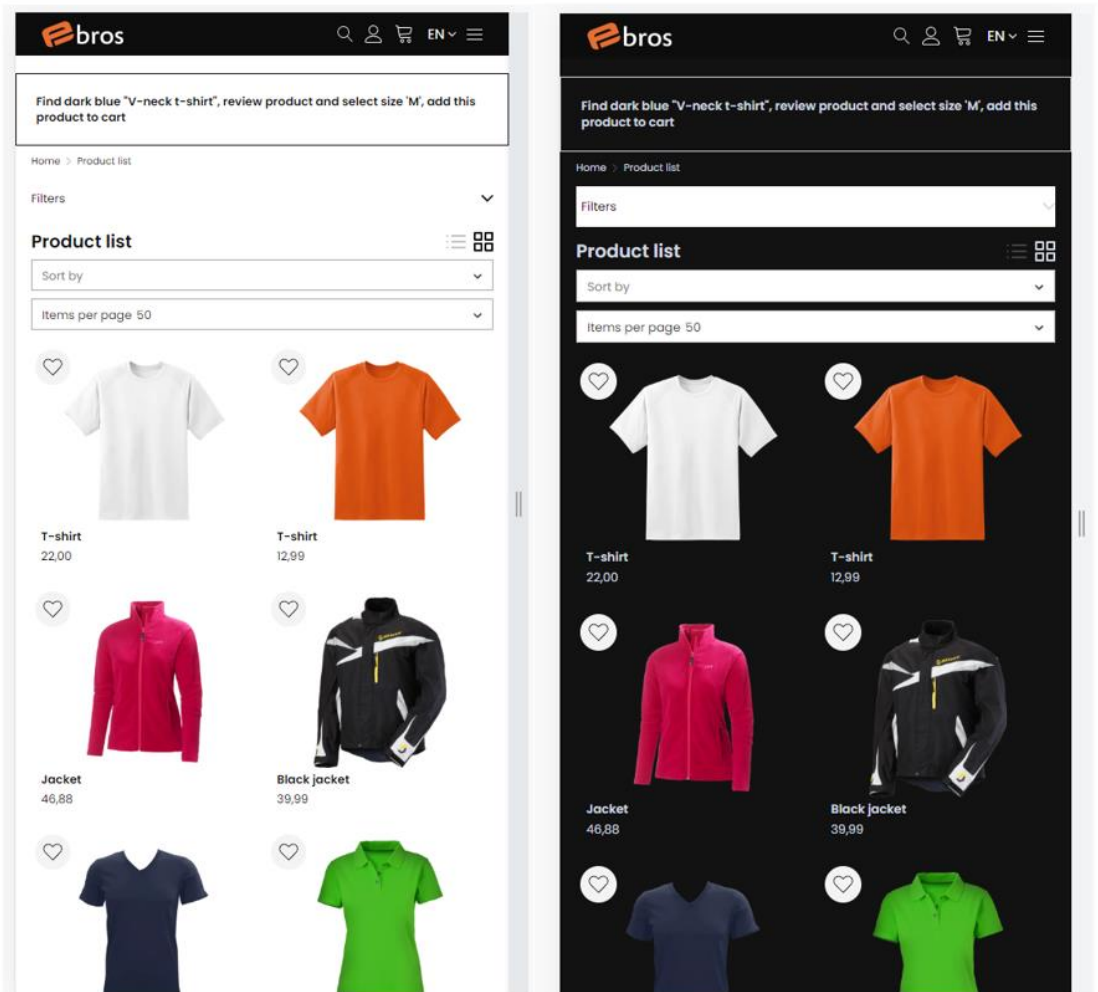 bros
EN
Find dark blue "V-neck t-shirt", review product and select size 'M', add this
product to cart
Home > Product list
Filters
Product list
Sort by
Items per page 50
T-shirt
22,00
T-shirt
12,99
Jacket
46,88
Black jacket
39,99
bros
EN
Find dark blue "V-neck t-shirt", review product and select size 'M', add this
product to cart
Home > Product list
Filters
Product list
Sort by
Items per page 50
T-shirt
22,00
T-shirt
12,99
Jacket
46,88
Black jacket
39,99